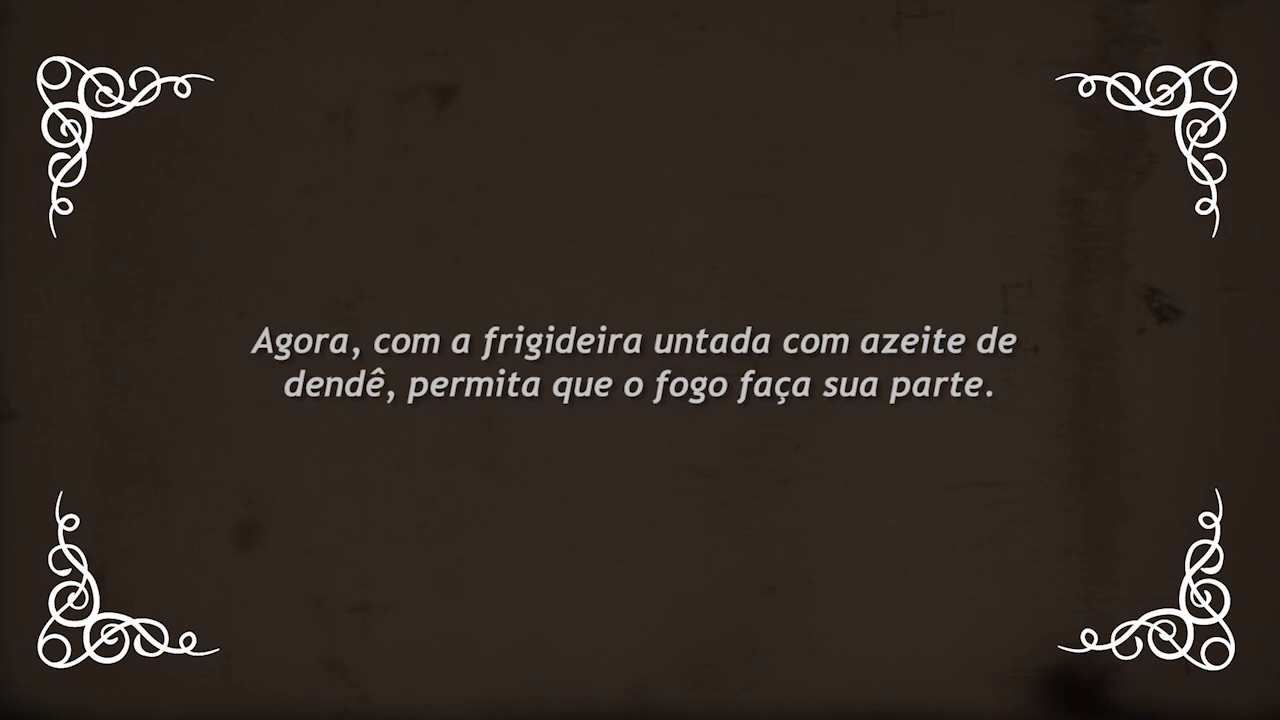 Agora, com a frigideira untada com azeite de
dendê, permita que o fogo faça sua parte.